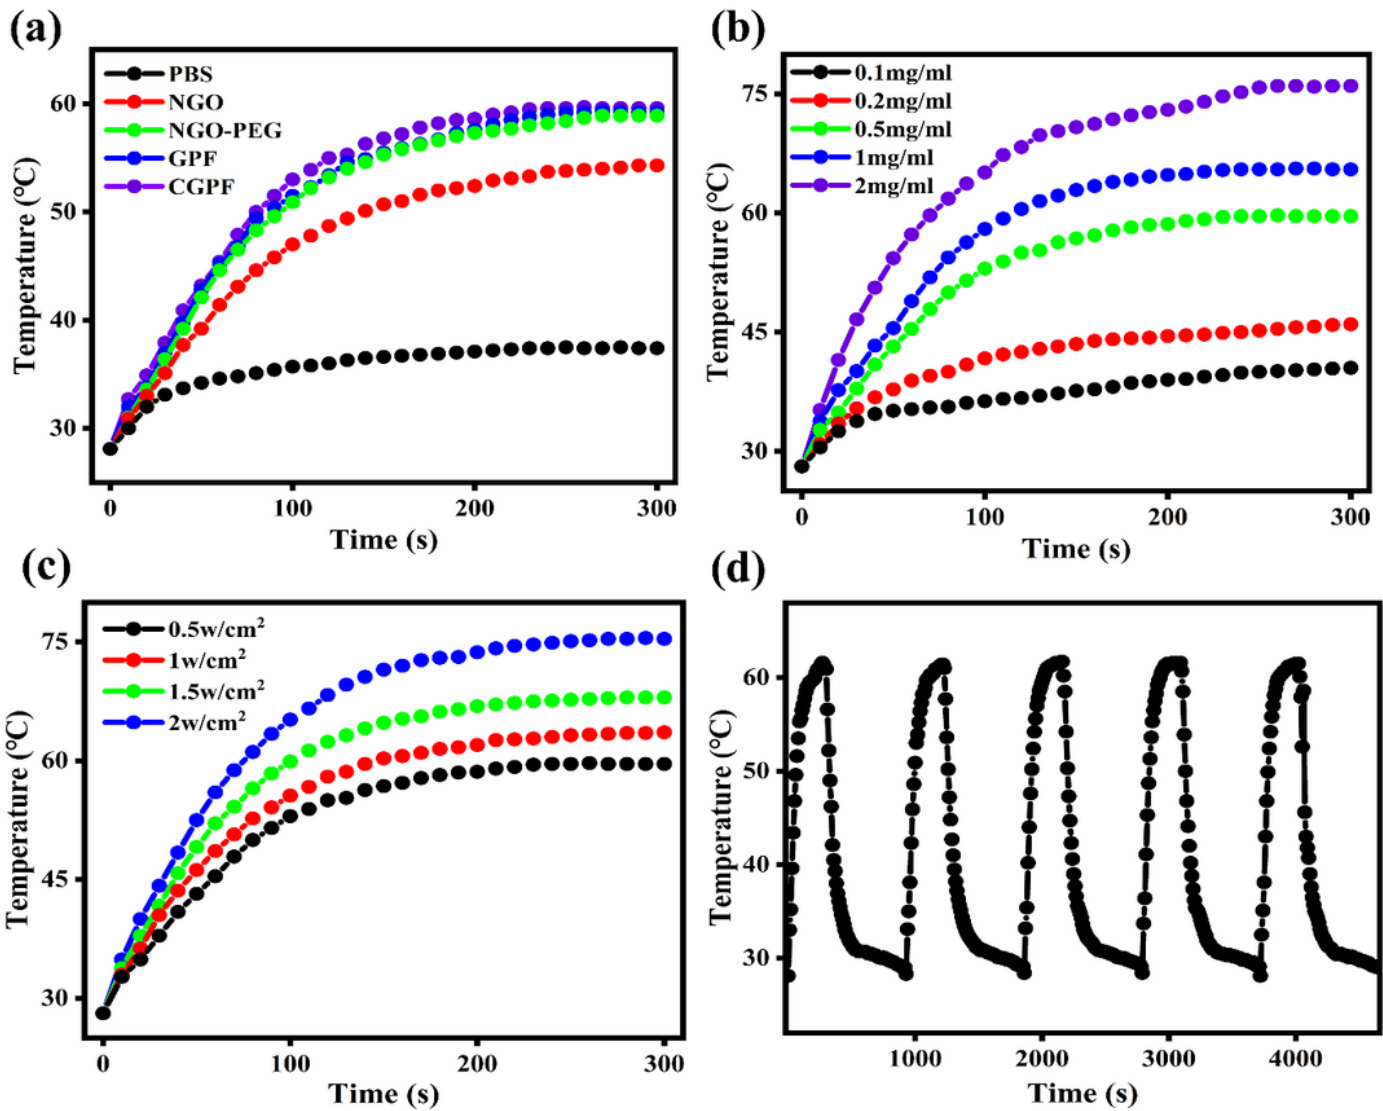 (a)
PBS
NGO
NGO-PEG
GPF
CGPF
60
50
40
30
Temperature (°C)
0 100 200 300
Time (s)
(b)
0.1mg/ml
0.2mg/ml
0.5mg/ml
1mg/ml
2mg/ml
75
60
45
30
Temperature (°C)
0 100 200 300
Time (s)
(c)
0.5w/cm²
1w/cm²
1.5w/cm²
2w/cm²
75
60
45
30
Temperature (°C)
0 100 200 300
Time (s)
(d)
60
50
40
30
Temperature (°C)
1000 2000 3000 4000
Time (s)